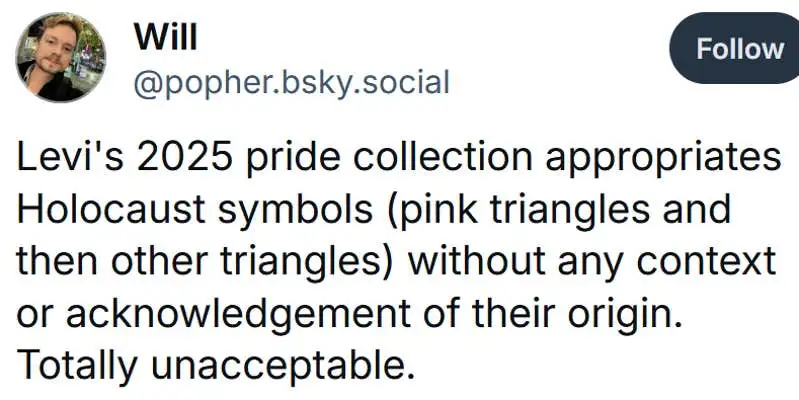 Will
Follow
@popher.bsky.social
Levi's 2025 pride collection appropriates
Holocaust symbols (pink triangles and
then other triangles) without any context
or acknowledgement of their origin.
Totally unacceptable.